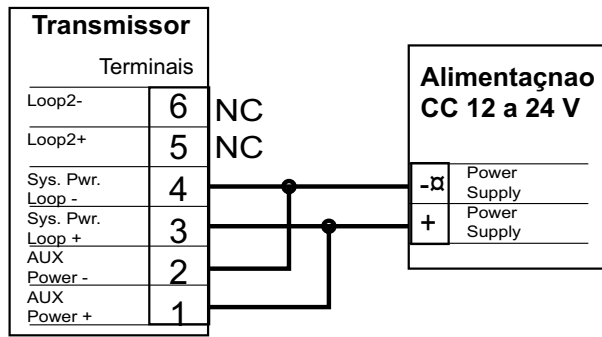 Transmissor
Terminais
Loop2-
6
NC
Loop2+
5
NC
Sys. Pwr.
Loop -
4
Sys. Pwr.
Loop +
3
AUX
Power -
2
AUX
Power +
1
Alimentaçnao
CC 12 a 24 V
-¤
Power
Supply
+
Power
Supply